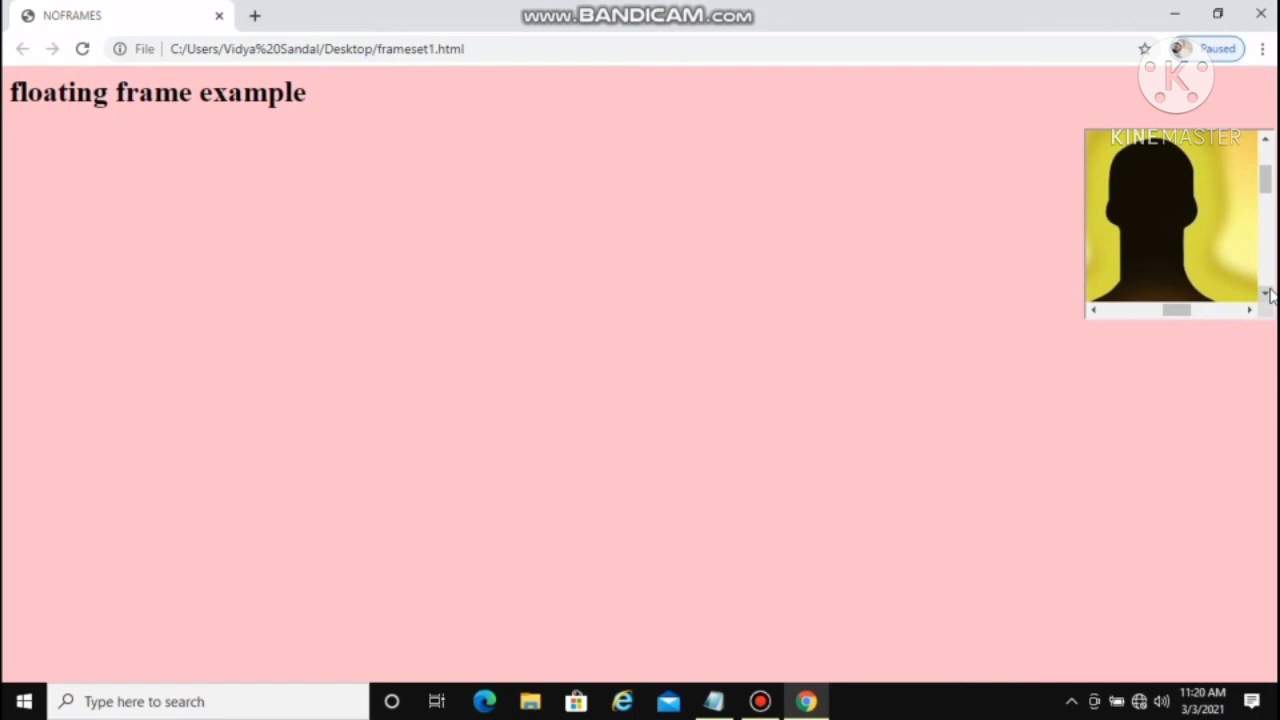 NOFRAMES
www.BANDICAM.com
File
C:/Users/Vidya%20Sandal/Desktop/frameset1.html
Paused
K
KINEMASTER
floating frame example
Type here to search
11:20 AM
3/3/2021